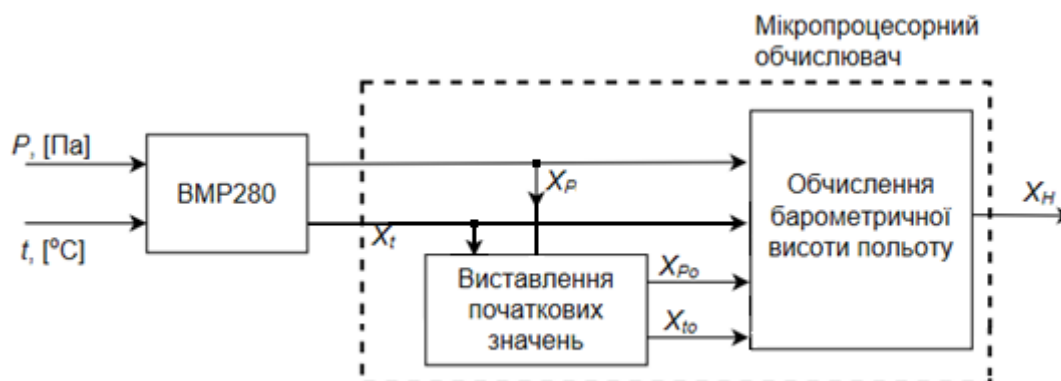 Мікропроцесорний
обчислювач
P, [Па]
t, [ºC]
BMP280
X_P
X_t
Виставлення
початкових
значень
X_Po
X_to
Обчислення
барометричної
висоти польоту
X_H